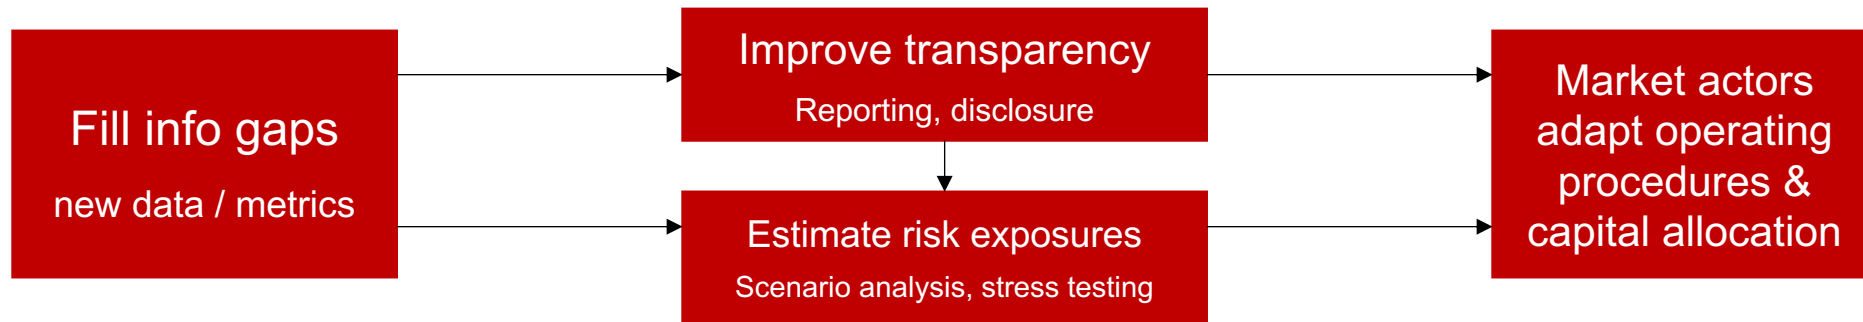 Fill info gaps
new data / metrics
Improve transparency
Reporting, disclosure
Estimate risk exposures
Scenario analysis, stress testing
Market actors
adapt operating
procedures &
capital allocation